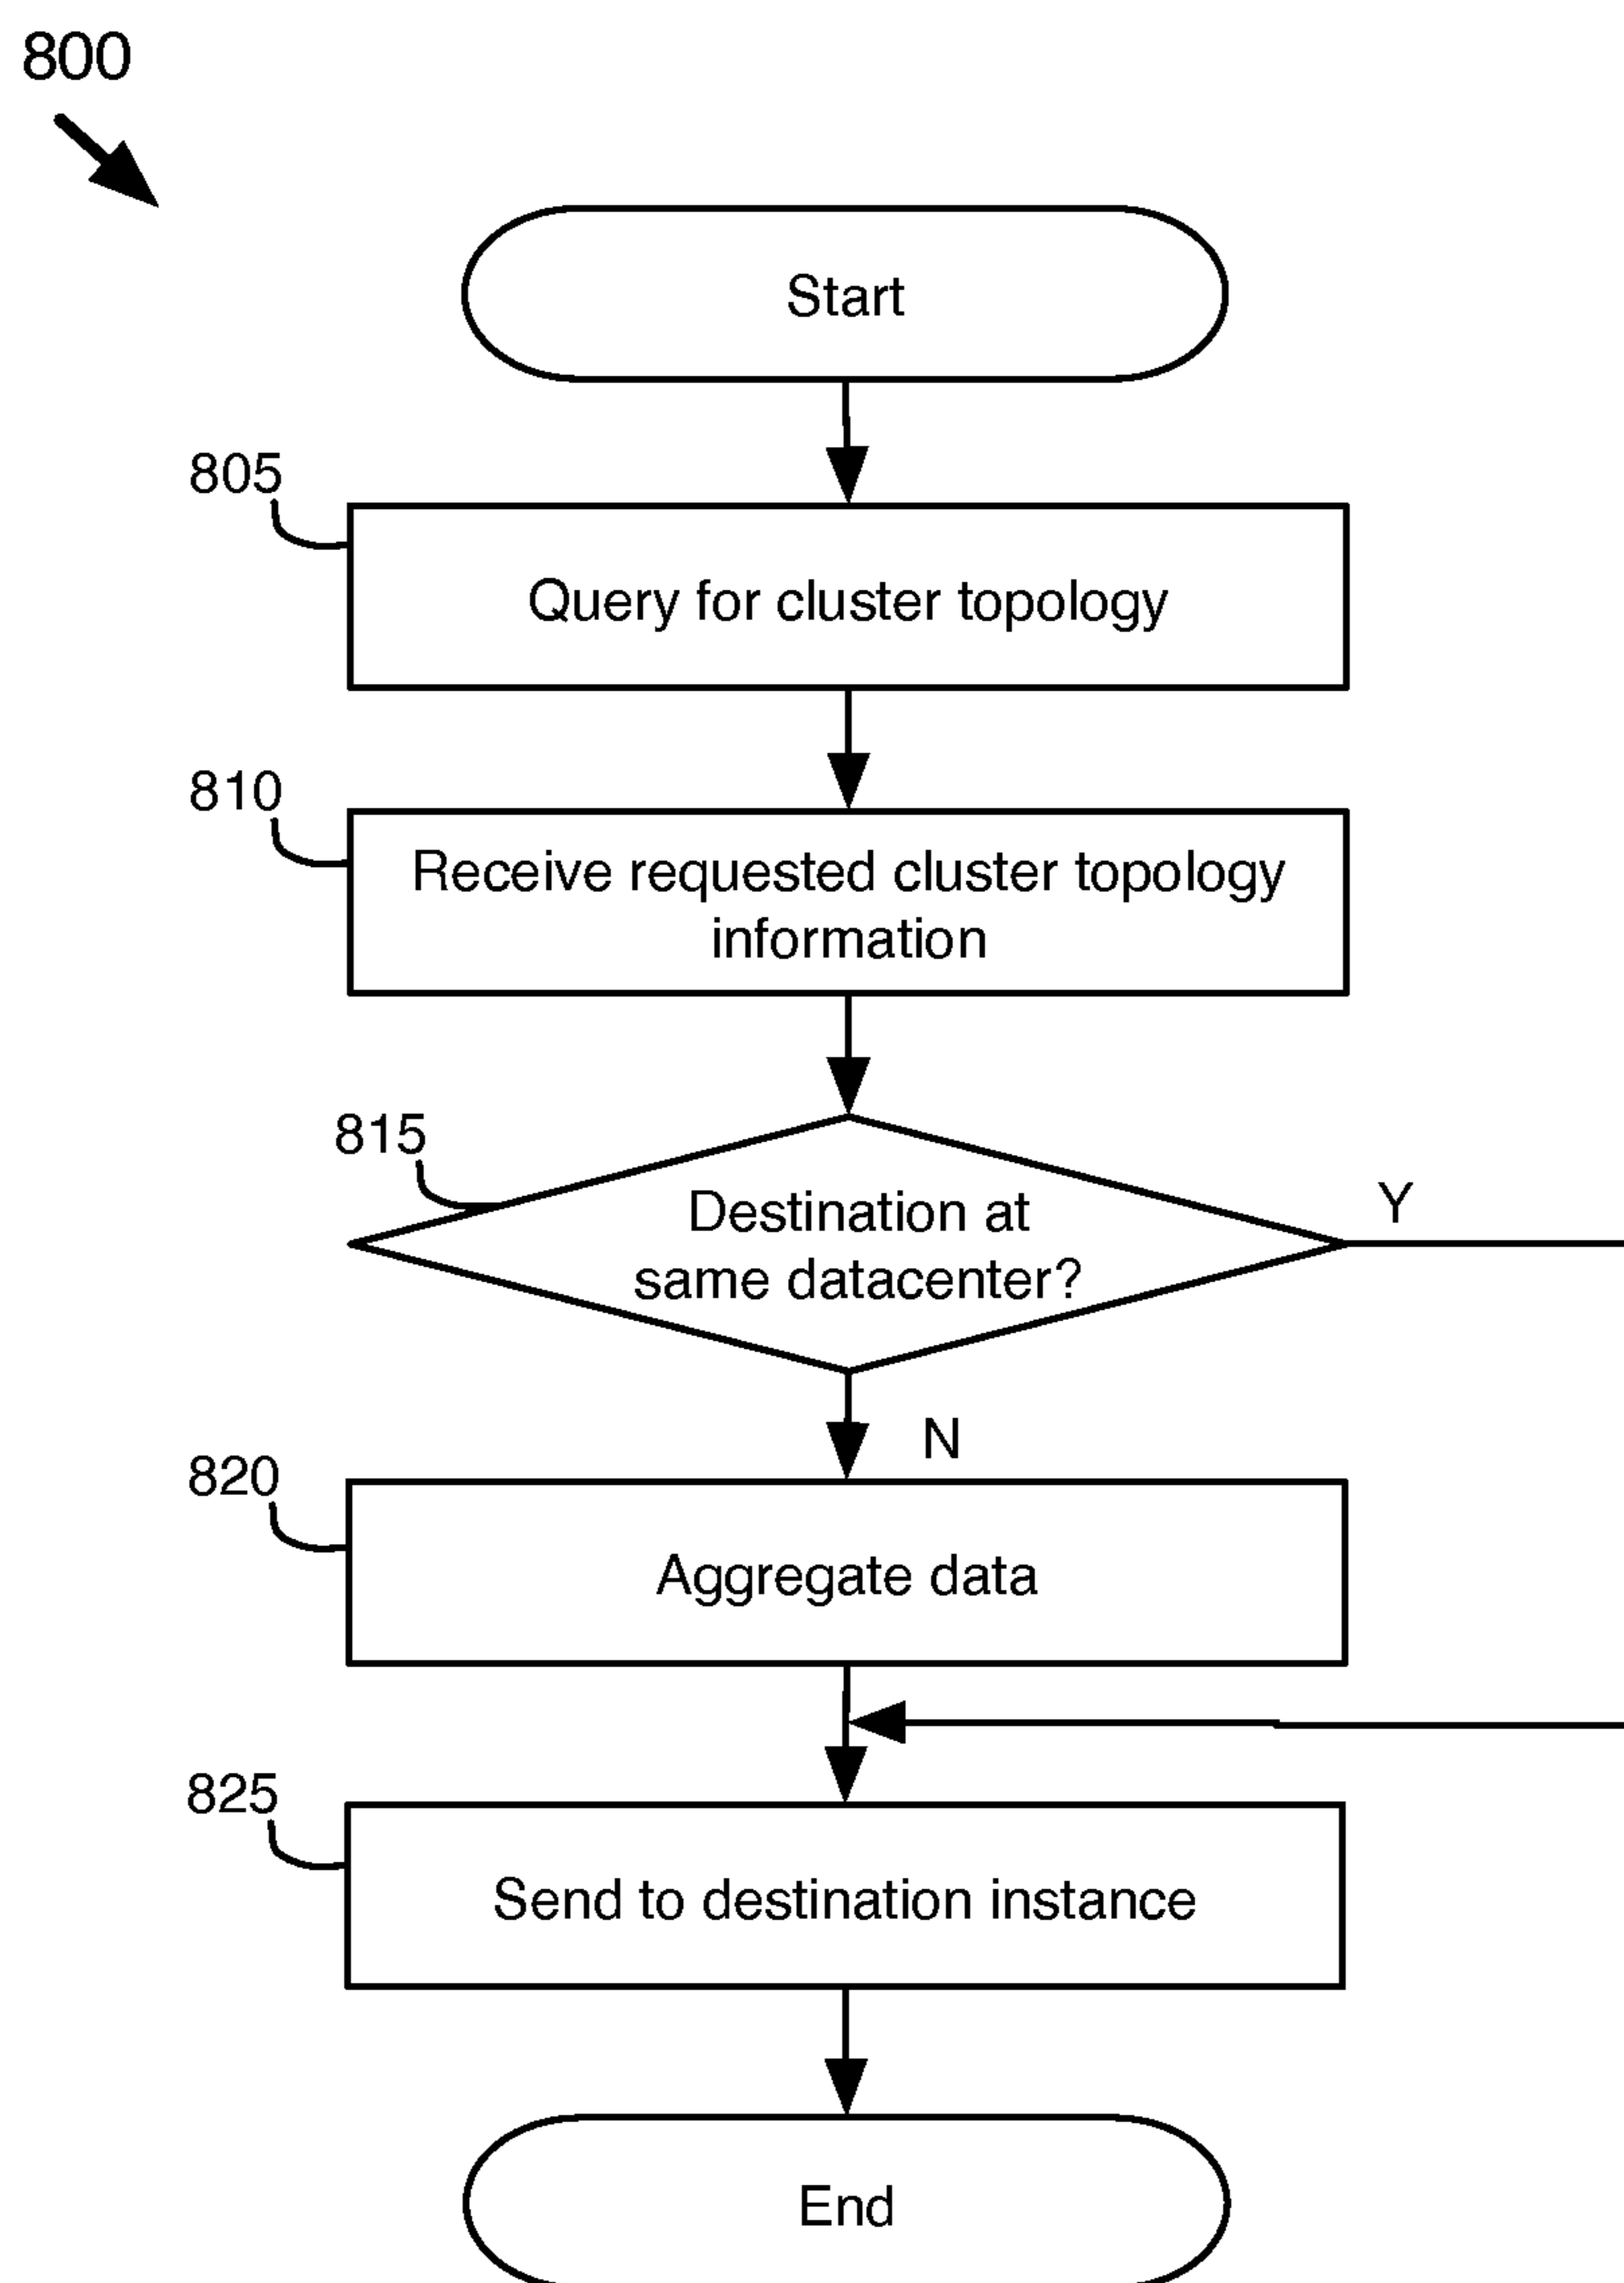 800
Start
805
Query for cluster topology
810
Receive requested cluster topology
information
815
Destination at
same datacenter?
Y
N
820
Aggregate data
825
Send to destination instance
End